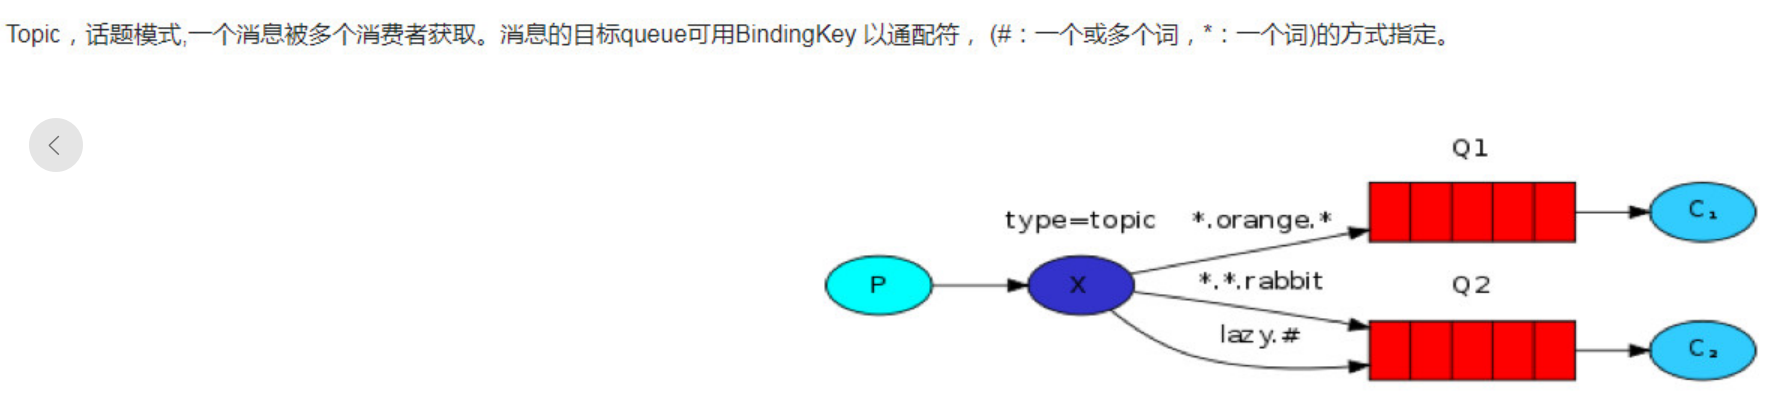 Topic，话题模式,一个消息被多个消费者获取。消息的目标queue可用BindingKey 以通配符， (#：一个或多个词，*：一个词)的方式指定。
Q1
type=topic
*.orange.*
C₁
P
X
*.*.rabbit
Q2
lazy.#
C₂